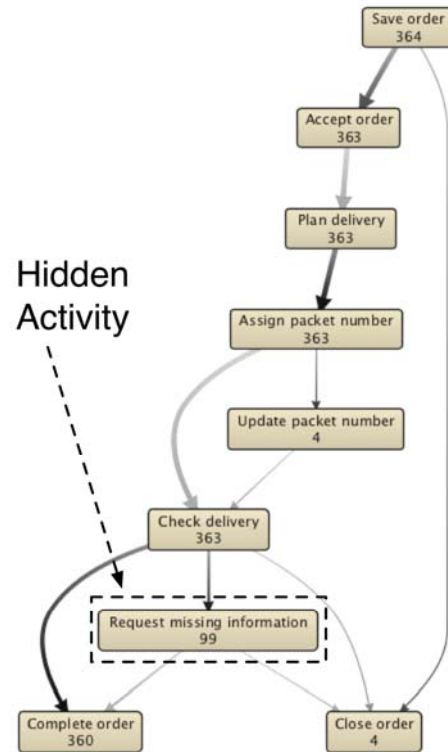 Save order
364
Accept order
363
Plan delivery
363
Hidden
Activity
Assign packet number
363
Update packet number
4
Check delivery
363
Request missing information
99
Complete order
360
Close order
4